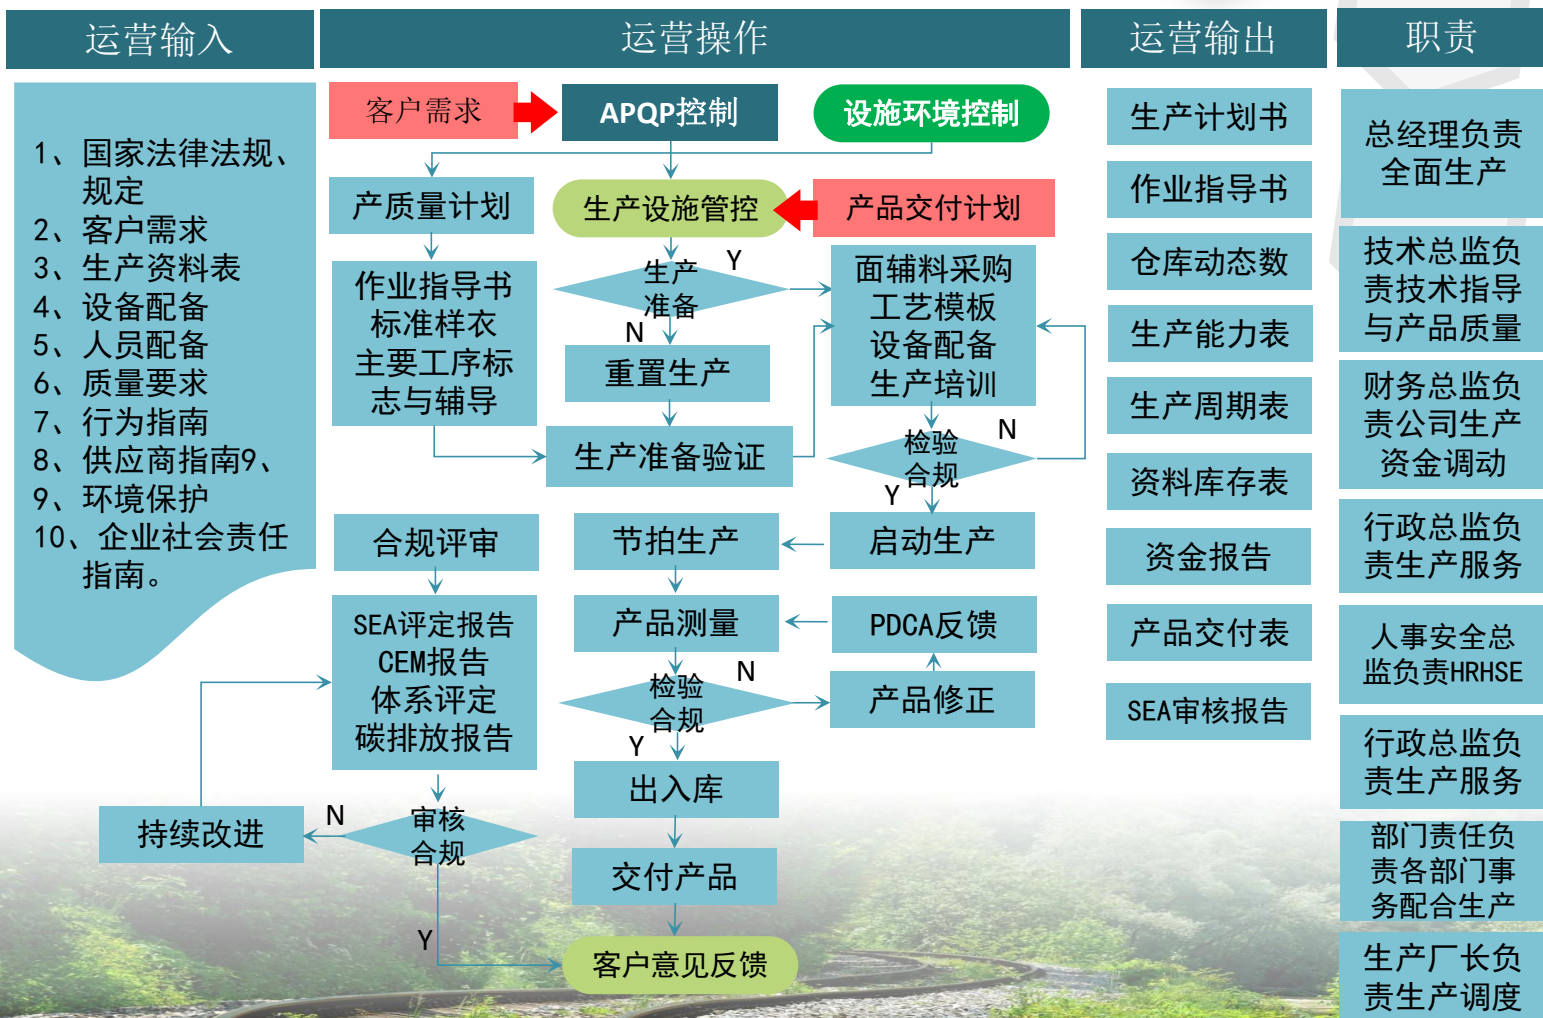 运营输入
运营操作
运营输出
职责
1、国家法律法规、
规定
2、客户需求
3、生产资料表
4、设备配备
5、人员配备
6、质量要求
7、行为指南
8、供应商指南9、
9、环境保护
10、企业社会责任
指南。
客户需求
APQP控制
设施环境控制
产质量计划
生产设施管控
产品交付计划
作业指导书
标准样衣
主要工序标
志与辅导
生产
准备
Y
N
面辅料采购
工艺模板
设备配备
生产培训
重置生产
生产准备验证
检验
合规
N
Y
合规评审
节拍生产
启动生产
SEA评定报告
CEM报告
体系评定
碳排放报告
产品测量
PDCA反馈
检验
合规
N
Y
产品修正
出入库
持续改进
N
审核
合规
Y
交付产品
客户意见反馈
生产计划书
作业指导书
仓库动态数
生产能力表
生产周期表
资料库存表
资金报告
产品交付表
SEA审核报告
总经理负责
全面生产
技术总监负
责技术指导
与产品质量
财务总监负
责公司生产
资金调动
行政总监负
责生产服务
人事安全总
监负责HRHSE
行政总监负
责生产服务
部门责任负
责各部门事
务配合生产
生产厂长负
责生产调度